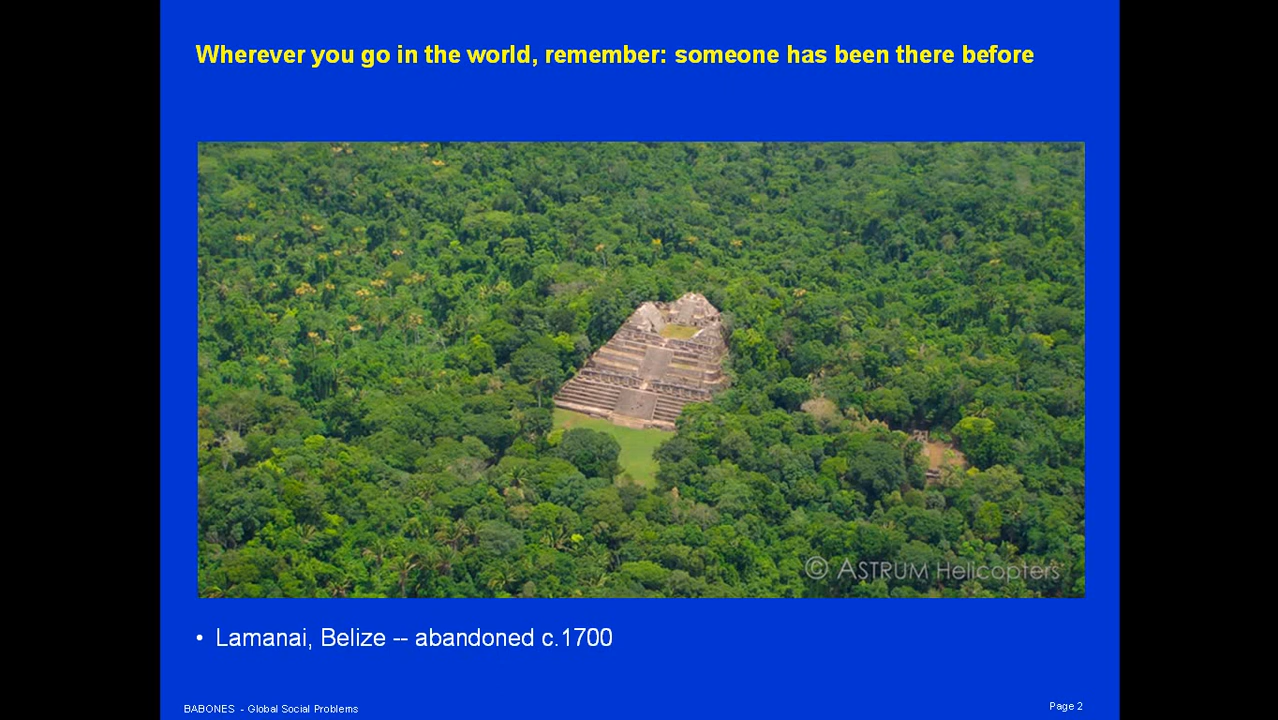 Wherever you go in the world, remember: someone has been there before
© ASTRUM Helicopters
• Lamanai, Belize -- abandoned c.1700
BABONES - Global Social Problems
Page 2